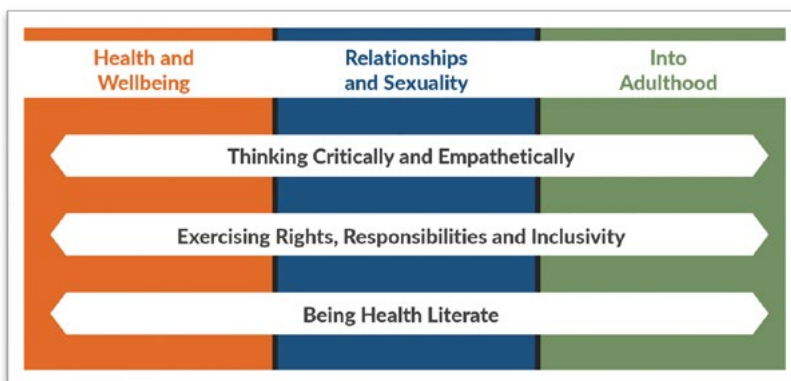 Health and
Wellbeing
Relationships
and Sexuality
Into
Adulthood
Thinking Critically and Empathetically
Exercising Rights, Responsibilities and Inclusivity
Being Health Literate